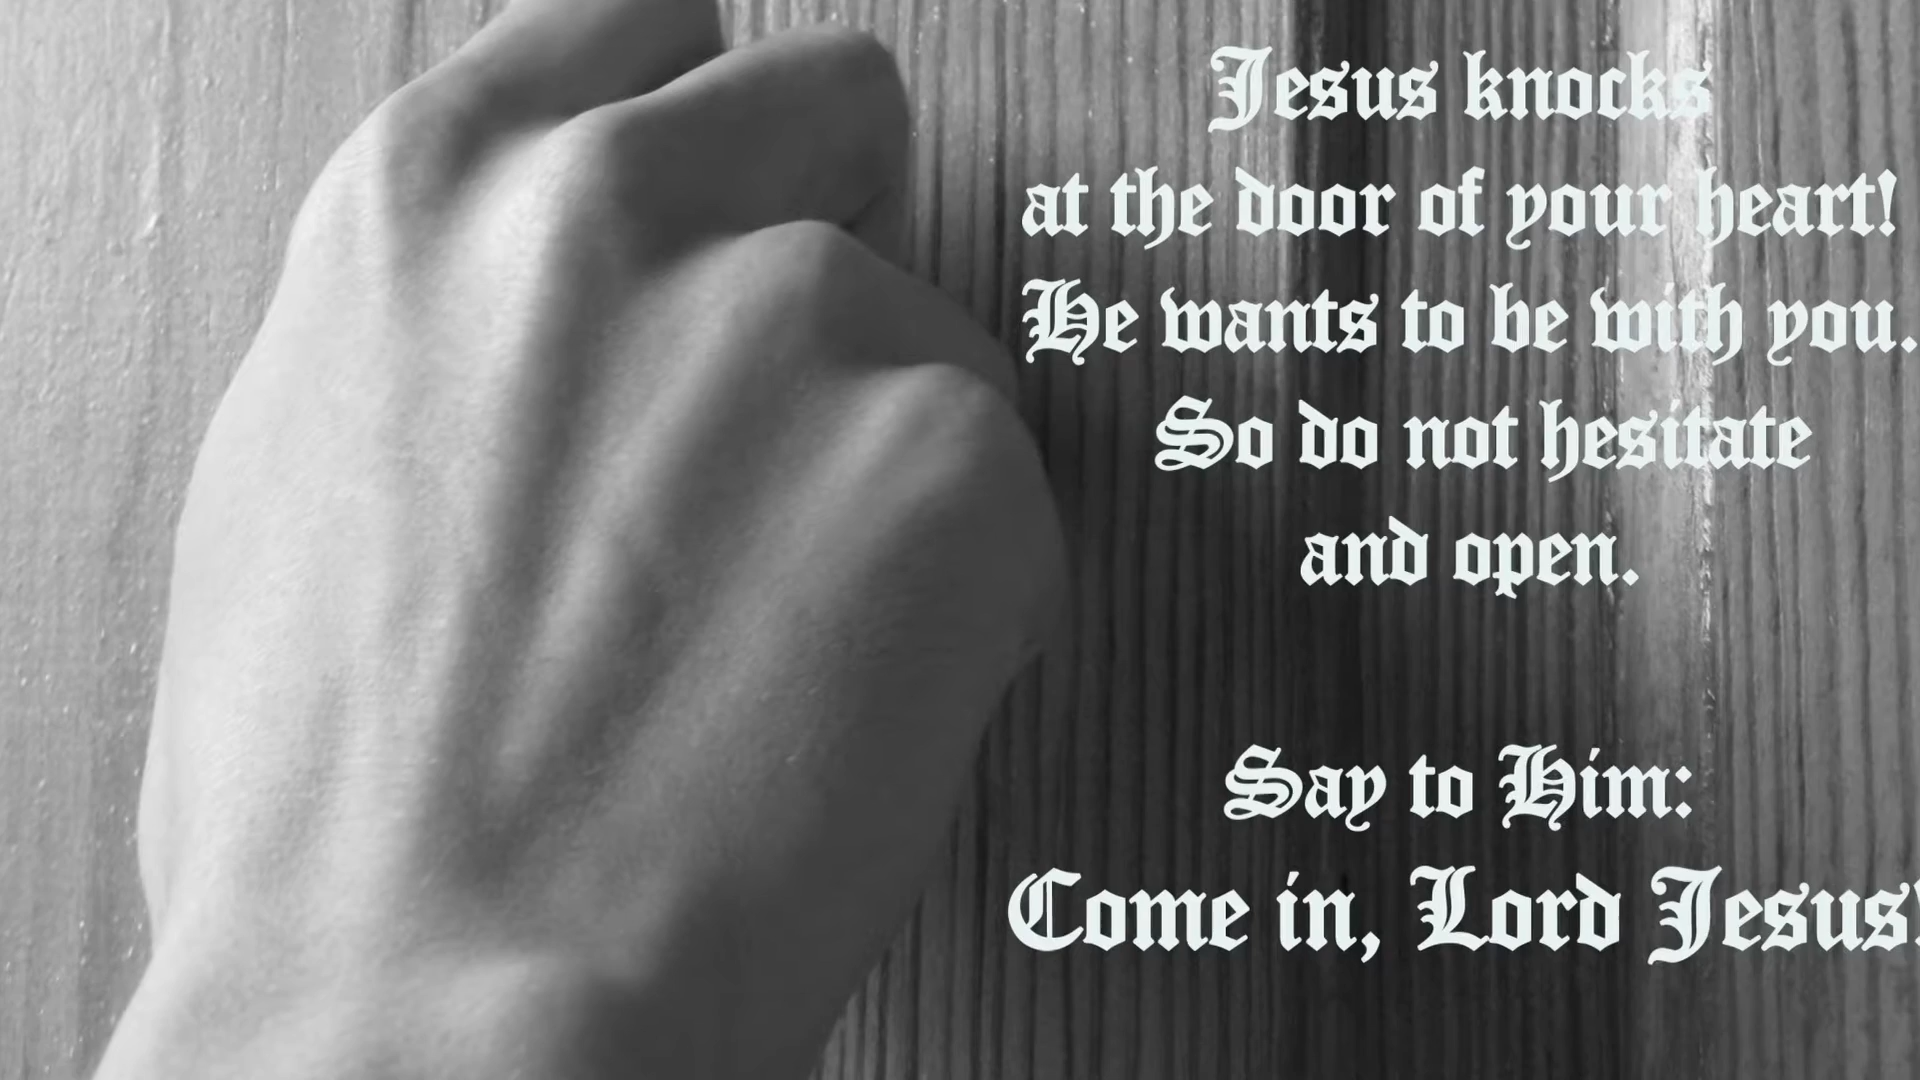 Jesus knocks
at the door of your heart!
He wants to be with you.
So do not hesitate
and open.
Say to Him:
Come in, Lord Jesus!